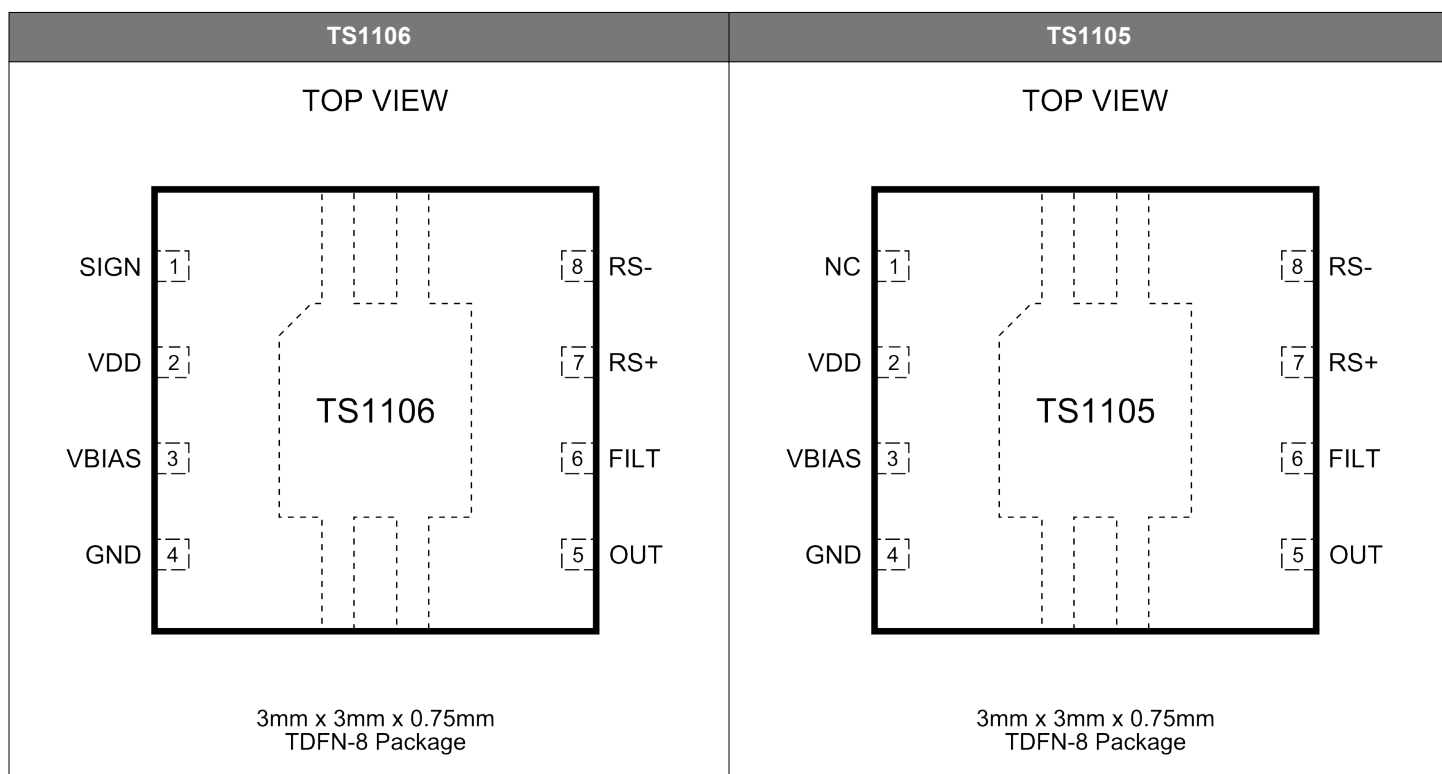 TS1106
TOP VIEW
SIGN 1 8 RS-
VDD 2 7 RS+
TS1106
VBIAS 3 6 FILT
GND 4 5 OUT
3mm x 3mm x 0.75mm
TDFN-8 Package
TS1105
TOP VIEW
NC 1 8 RS-
VDD 2 7 RS+
TS1105
VBIAS 3 6 FILT
GND 4 5 OUT
3mm x 3mm x 0.75mm
TDFN-8 Package